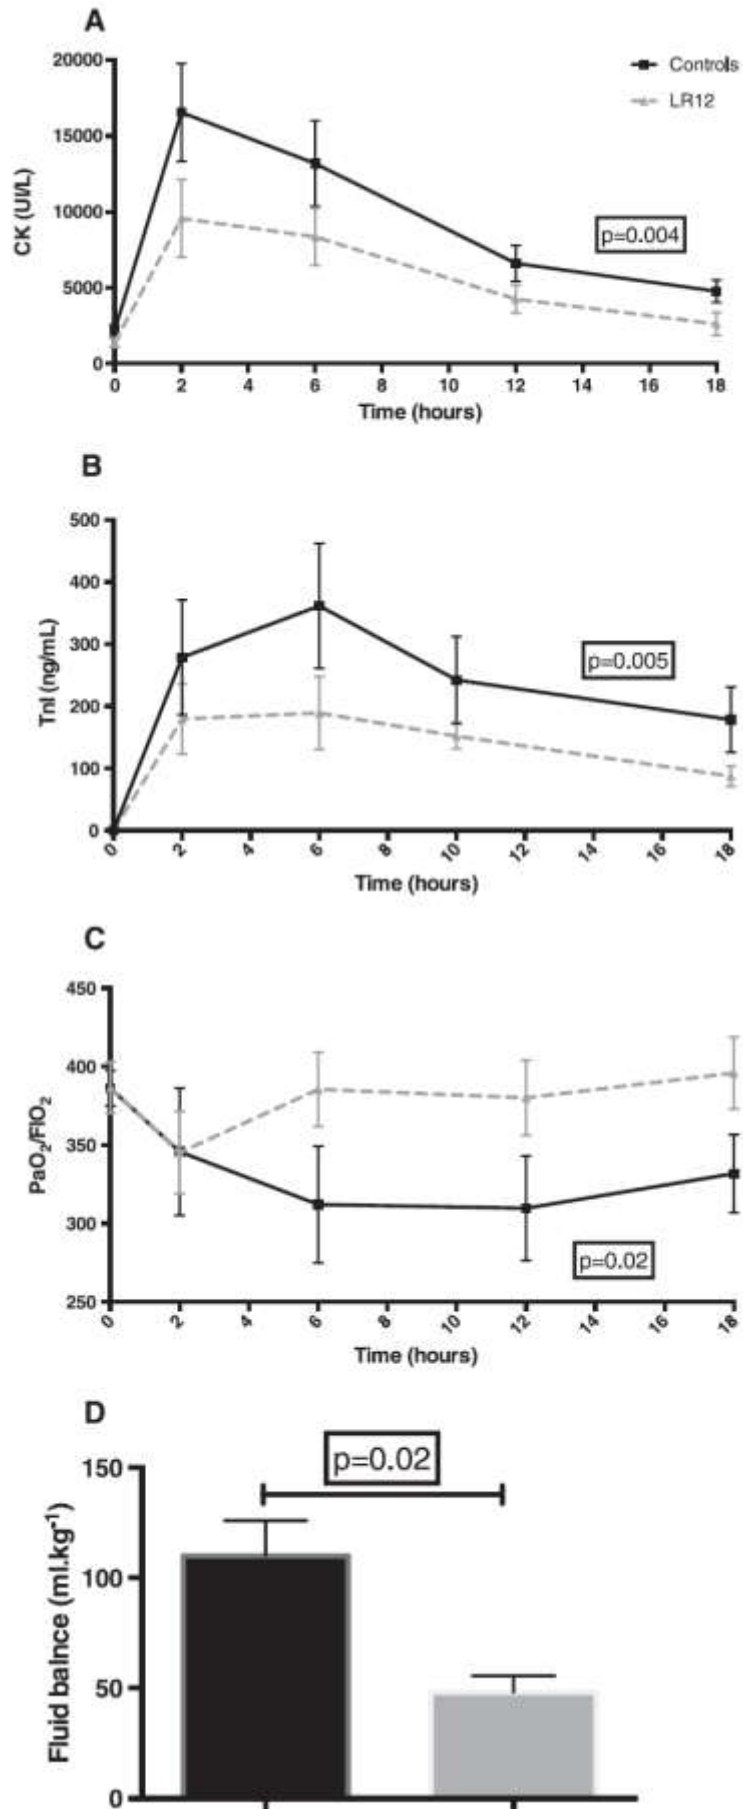 A
20000
15000
10000
5000
0
CK (UI/L)
Controls
LR12
p=0.004
0 2 4 6 8 10 12 14 16 18
Time (hours)
B
500
400
300
200
100
0
TnI (ng/mL)
p=0.005
0 2 4 6 8 10 12 14 16 18
Time (hours)
C
450
400
350
300
250
PaO₂/FIO₂
p=0.02
0 2 4 6 8 10 12 14 16 18
Time (hours)
D
p=0.02
150
100
50
0
Fluid balnce (ml.kg⁻¹)